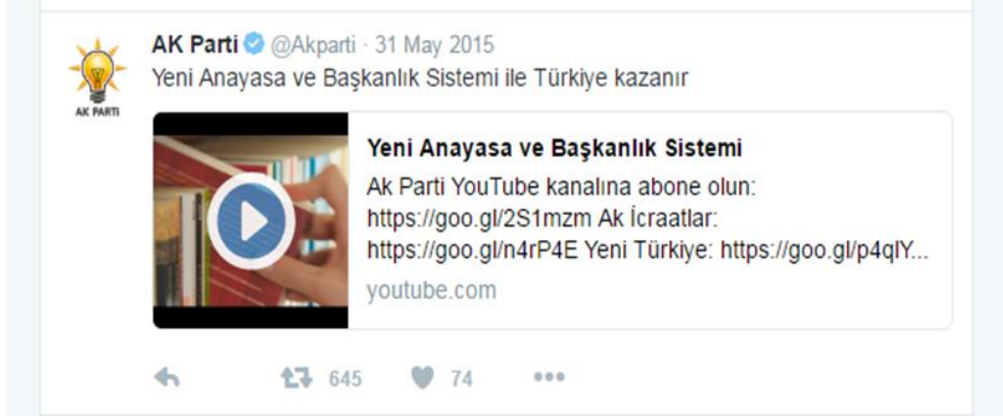 AK Parti @Akparti · 31 May 2015
Yeni Anayasa ve Başkanlık Sistemi ile Türkiye kazanır
AK PARTİ
Yeni Anayasa ve Başkanlık Sistemi
Ak Parti YouTube kanalına abone olun:
https://goo.gl/2S1mzm Ak İcraatlar:
https://goo.gl/n4rP4E Yeni Türkiye: https://goo.gl/p4qlY...
youtube.com
645 74